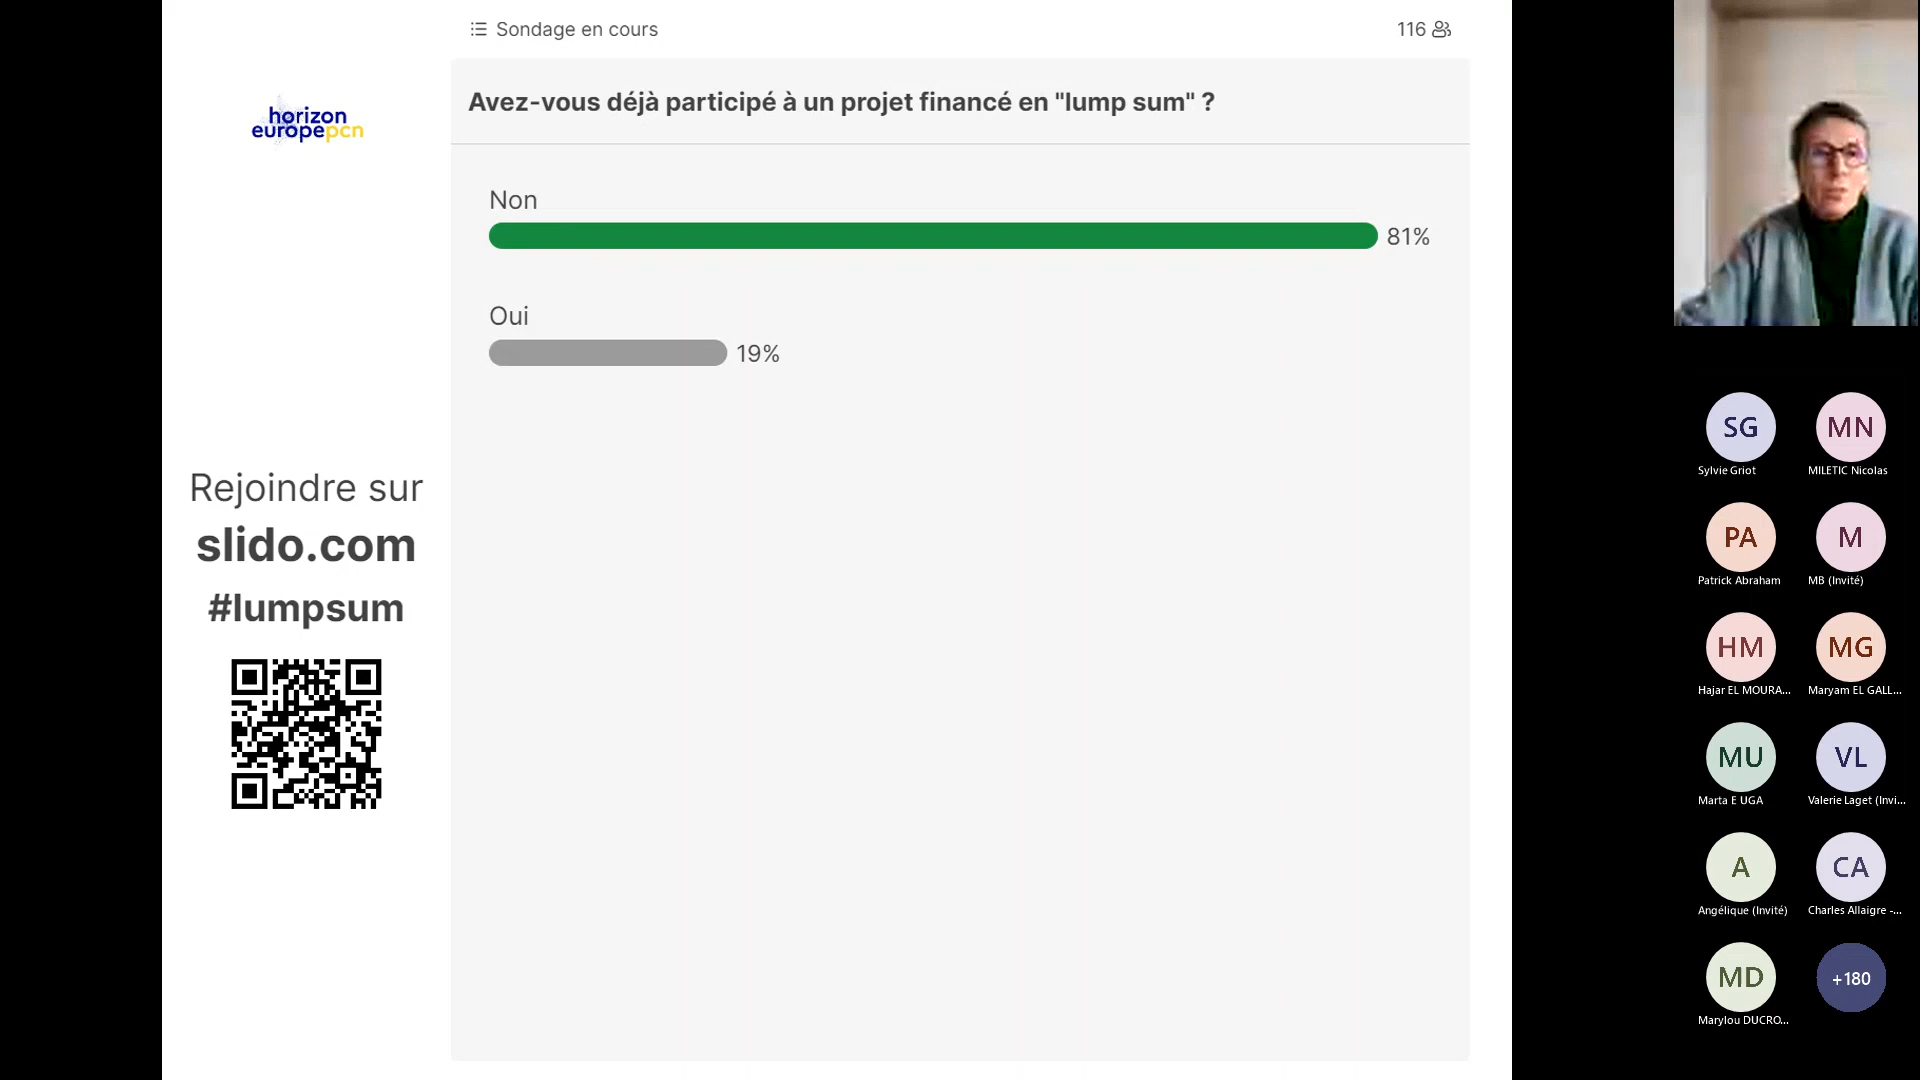 Sondage en cours
116
horizon
europepcn
Avez-vous déjà participé à un projet financé en "lump sum" ?
Non
81%
Oui
19%
Rejoindre sur
slido.com
#lumpsum
SG
Sylvie Griot
MN
MILETIC Nicolas
PA
Patrick Abraham
M
MB (Invité)
HM
Hajar EL MOURA...
MG
Maryam EL GALL...
MU
Marta E UGA
VL
Valerie Laget (Invi...
A
Angélique (Invité)
CA
Charles Allaigre -...
MD
Marylou DUCRO...
+180